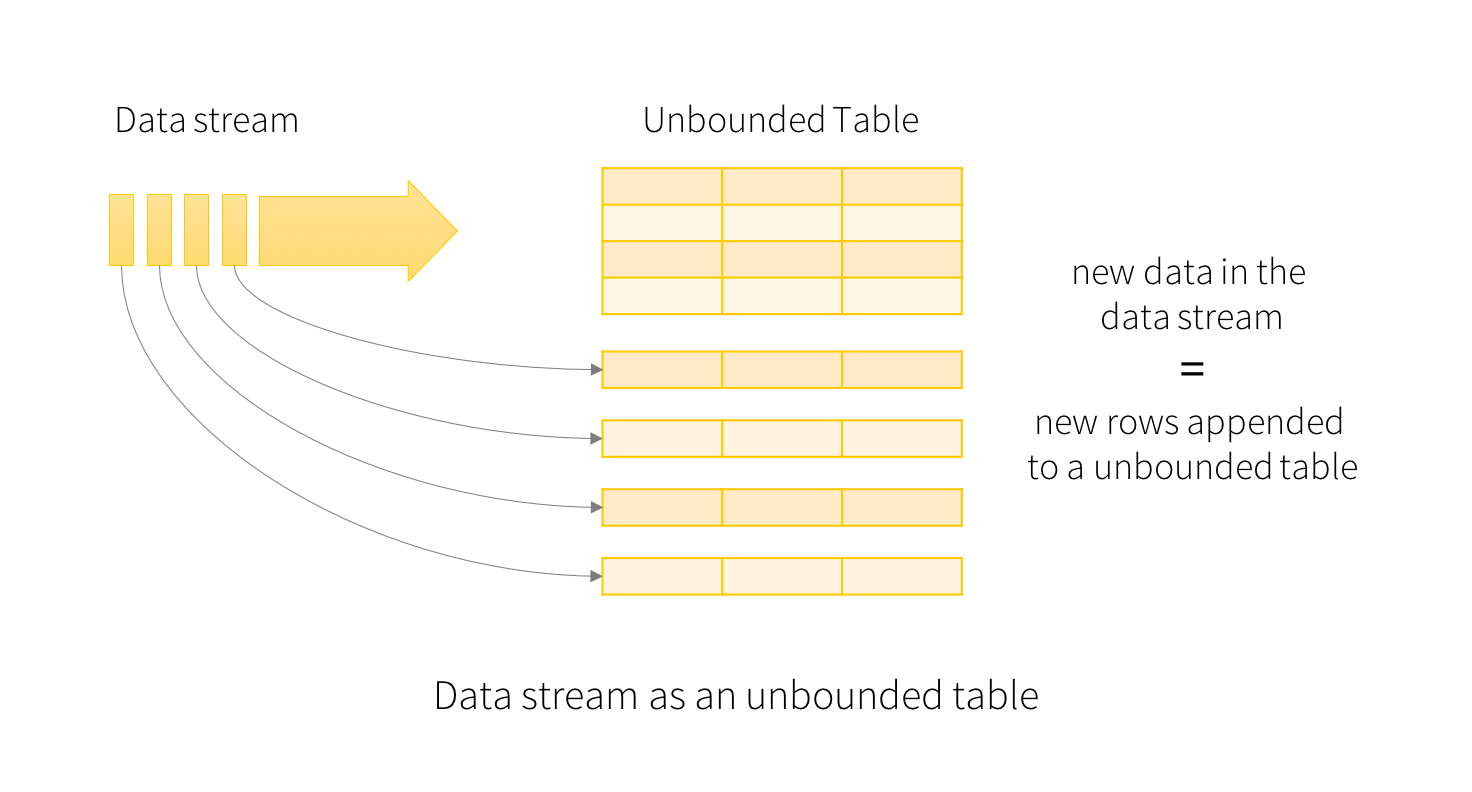 Data stream
Unbounded Table
new data in the
data stream
=
new rows appended
to a unbounded table
Data stream as an unbounded table